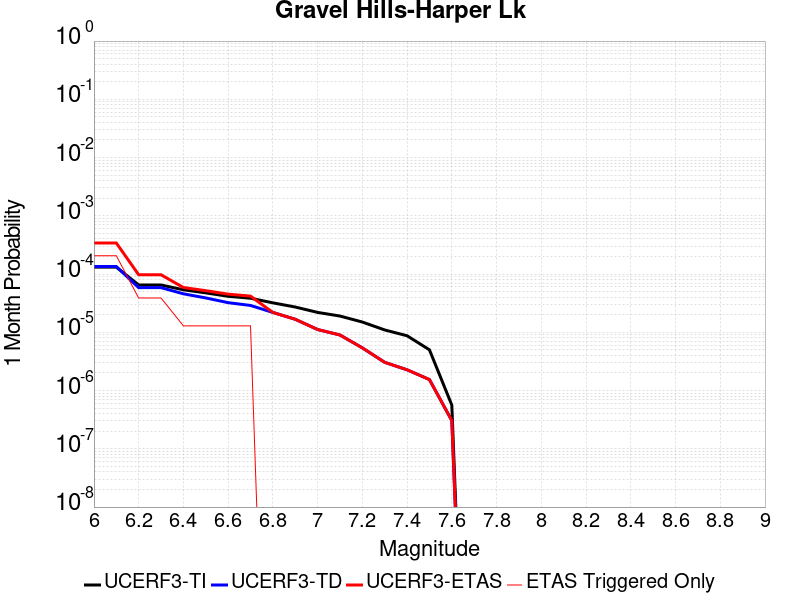 Gravel Hills-Harper Lk
10^0
10^-1
10^-2
10^-3
10^-4
10^-5
10^-6
10^-7
10^-8
1 Month Probability
6 6.2 6.4 6.6 6.8 7 7.2 7.4 7.6 7.8 8 8.2 8.4 8.6 8.8 9
Magnitude
UCERF3-TI UCERF3-TD UCERF3-ETAS ETAS Triggered Only